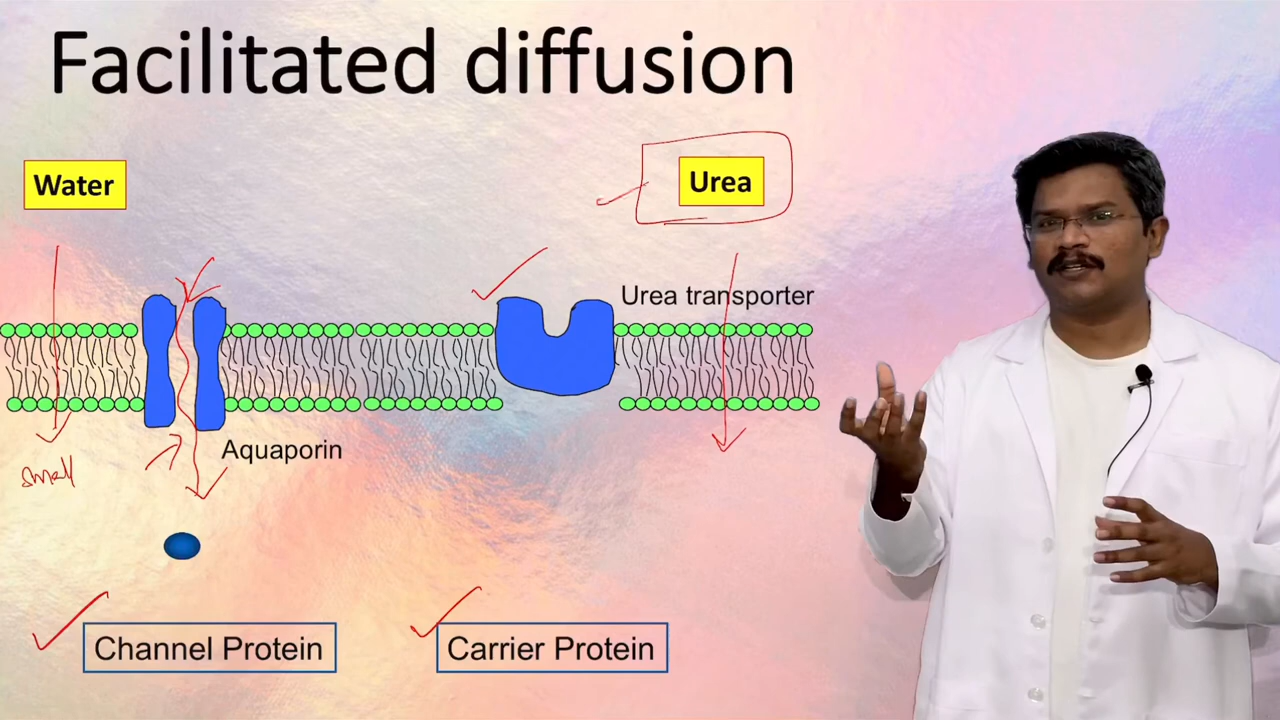 Facilitated diffusion
Water
Urea
Urea transporter
Aquaporin
small
Channel Protein
Carrier Protein